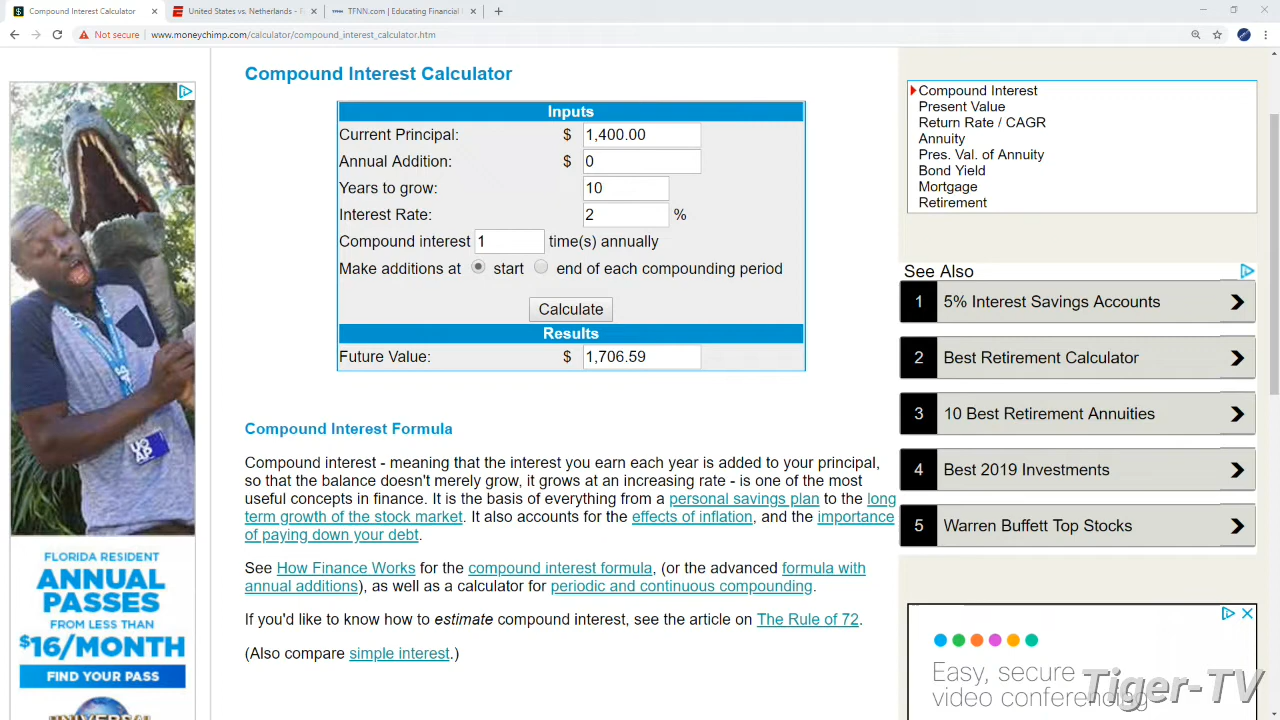 Compound Interest Calculator
United States vs. Netherlands - F
TFNN.com | Educating Financial I
Not secure | www.moneychimp.com/calculator/compound_interest_calculator.htm
Compound Interest Calculator
Inputs
Current Principal: $ 1,400.00
Annual Addition: $ 0
Years to grow: 10
Interest Rate: 2 %
Compound interest 1 time(s) annually
Make additions at start end of each compounding period
Calculate
Results
Future Value: $ 1,706.59
Compound Interest Formula
Compound interest - meaning that the interest you earn each year is added to your principal,
so that the balance doesn't merely grow, it grows at an increasing rate - is one of the most
useful concepts in finance. It is the basis of everything from a personal savings plan to the long
term growth of the stock market. It also accounts for the effects of inflation, and the importance
of paying down your debt.
See How Finance Works for the compound interest formula, (or the advanced formula with
annual additions), as well as a calculator for periodic and continuous compounding.
If you'd like to know how to estimate compound interest, see the article on The Rule of 72.
(Also compare simple interest.)
FLORIDA RESIDENT
ANNUAL
PASSES
FROM LESS THAN
$16/MONTH
FIND YOUR PASS
UNIVERSAL
UOAP
Compound Interest
Present Value
Return Rate / CAGR
Annuity
Pres. Val. of Annuity
Bond Yield
Mortgage
Retirement
See Also
1 5% Interest Savings Accounts
2 Best Retirement Calculator
3 10 Best Retirement Annuities
4 Best 2019 Investments
5 Warren Buffett Top Stocks
Easy, secure
video conferencing
Tiger-TV